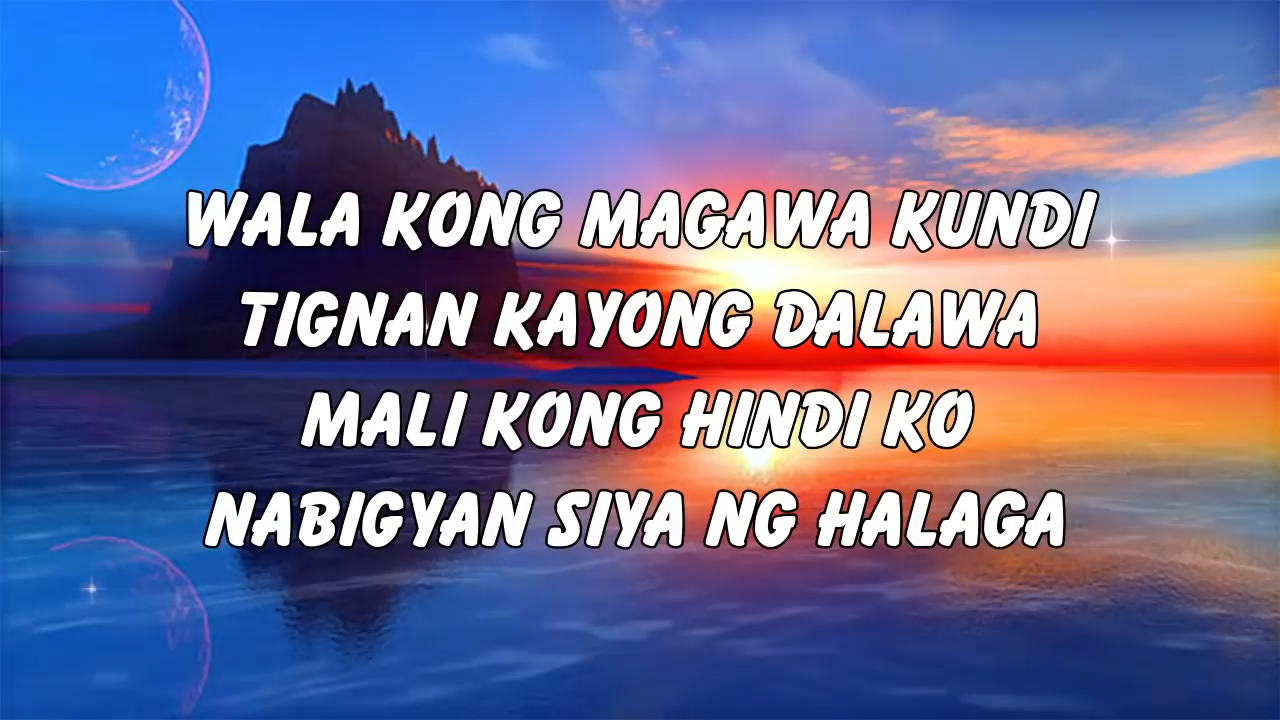 WALA KONG MAGAWA KUNDI
TIGNAN KAYONG DALAWA
MALI KONG HINDI KO
NABIGYAN SIYA NG HALAGA